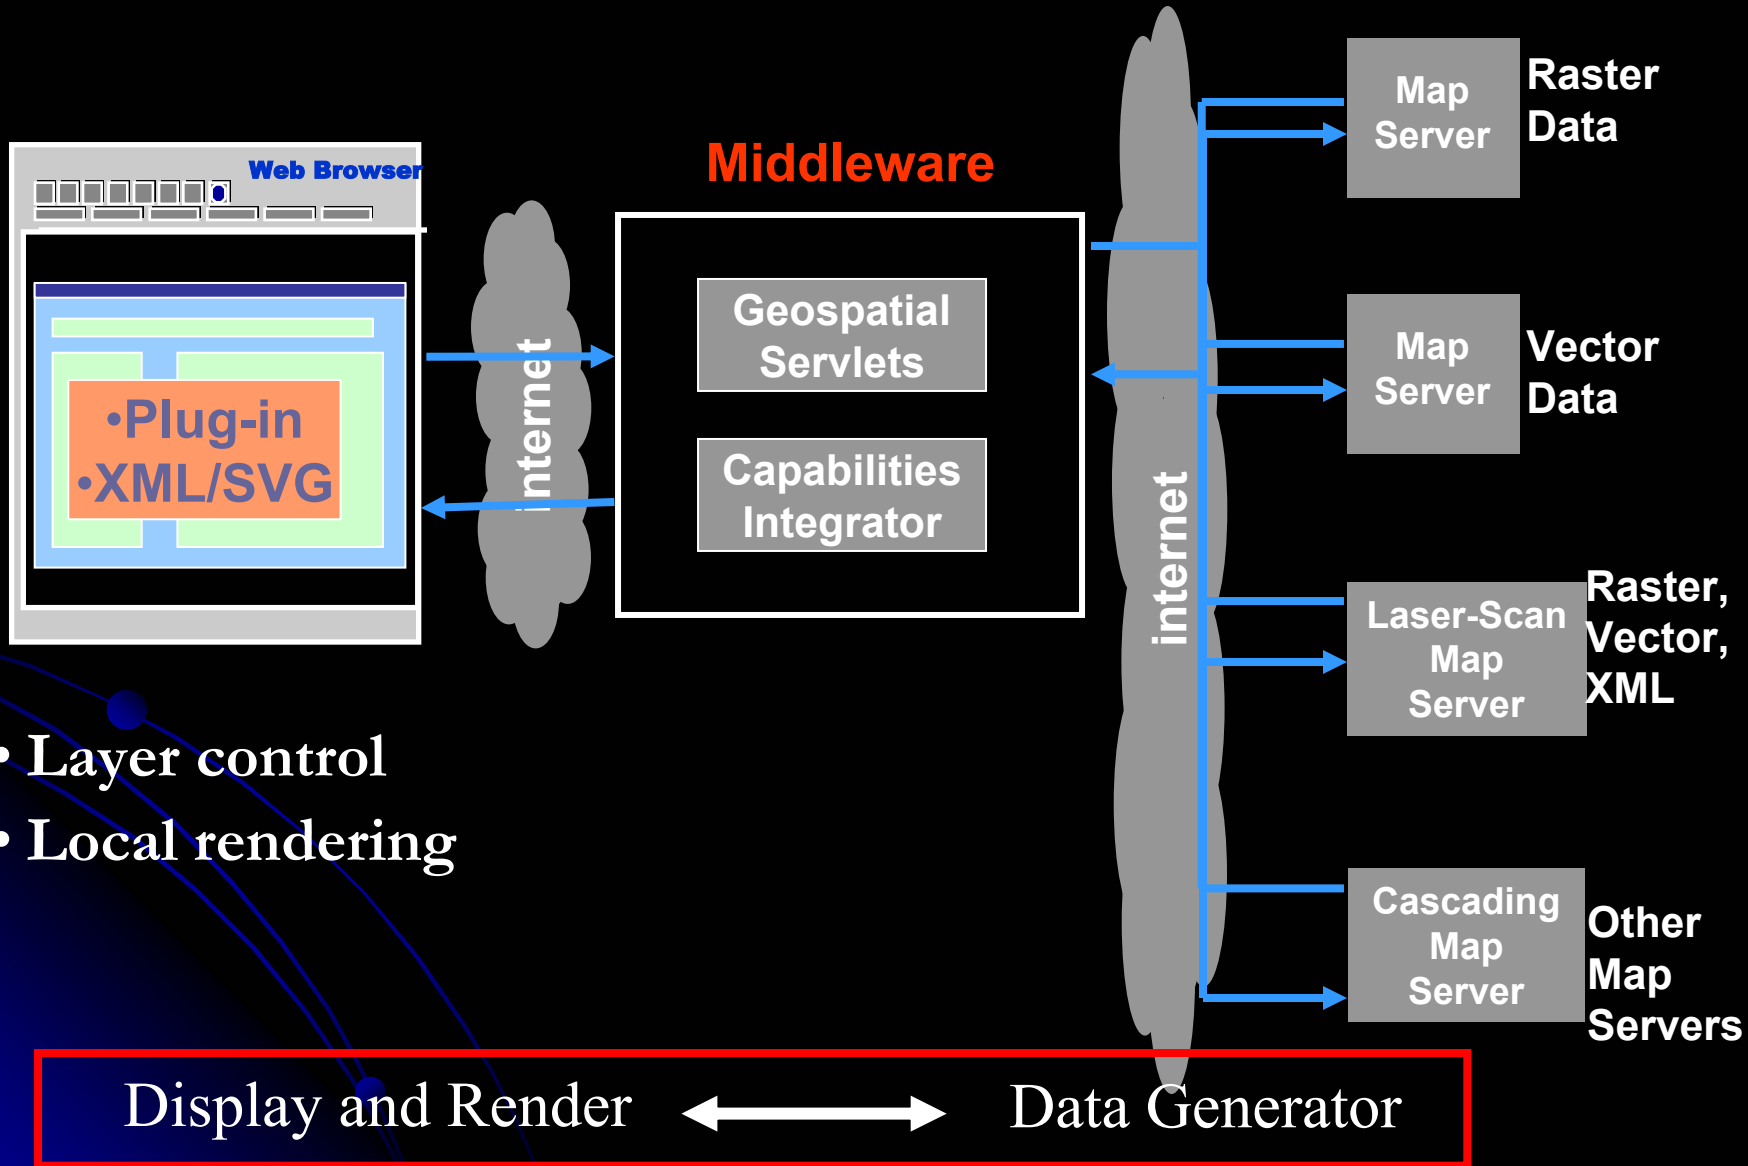 Web Browser
•Plug-in
•XML/SVG
• Layer control
• Local rendering
internet
Middleware
Geospatial
Servlets
Capabilities
Integrator
internet
Map
Server
Raster
Data
Map
Server
Vector
Data
Laser-Scan
Map
Server
Raster,
Vector,
XML
Cascading
Map
Server
Other
Map
Servers
Display and Render
Data Generator